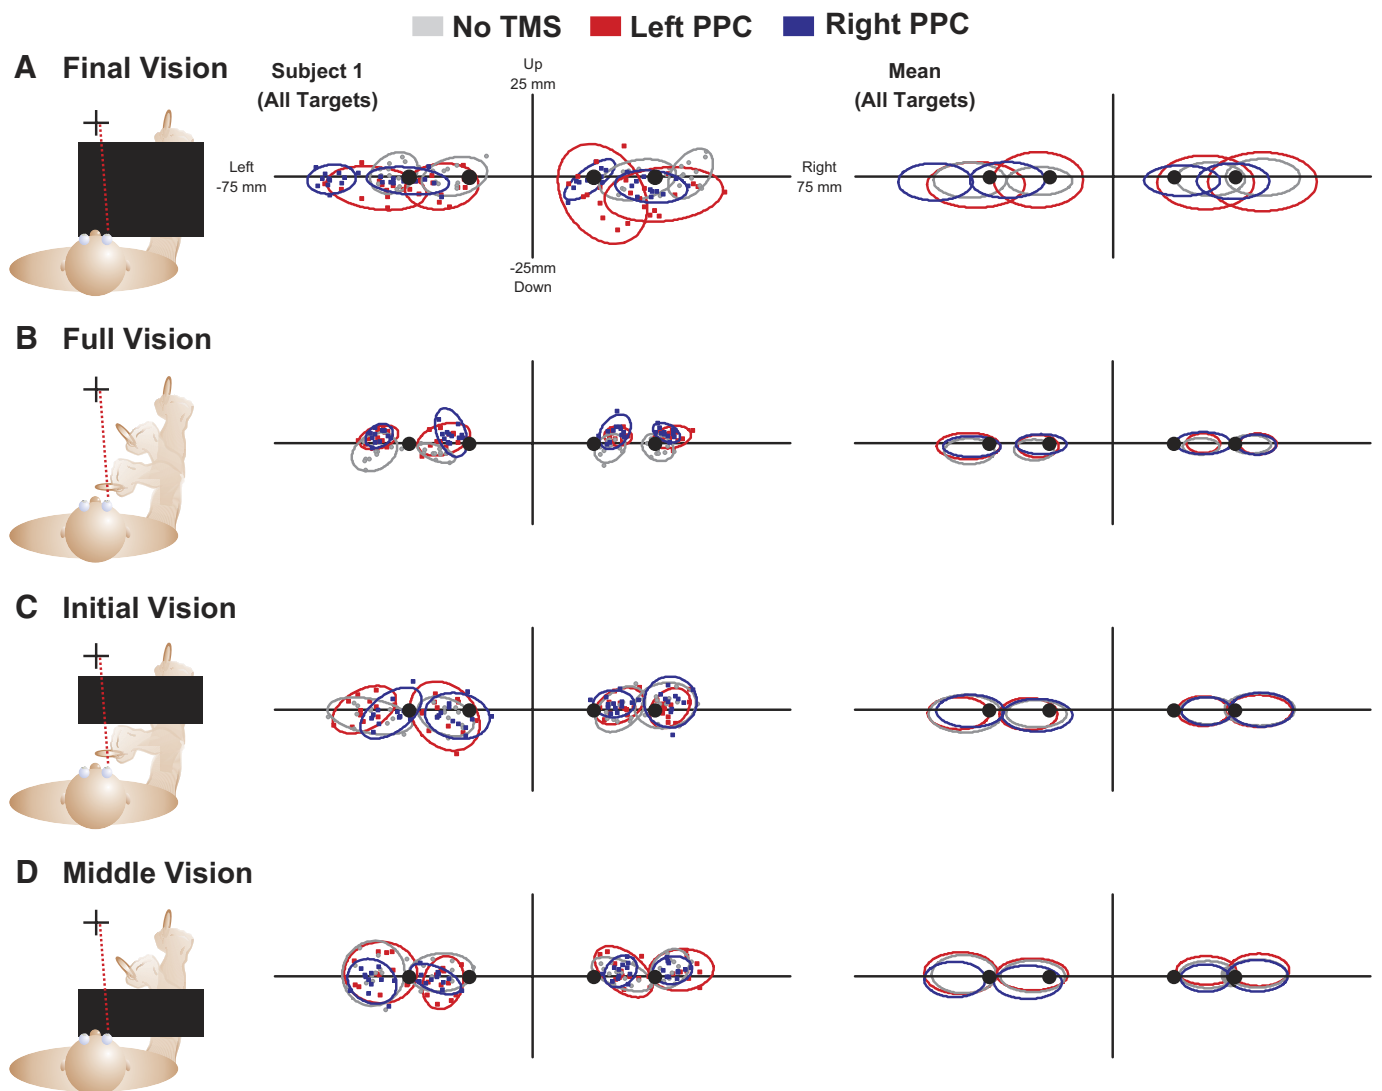 No TMS Left PPC Right PPC
A Final Vision
Subject 1
(All Targets)
Up
25 mm
Mean
(All Targets)
Left
-75 mm
Right
75 mm
-25mm
Down
B Full Vision
C Initial Vision
D Middle Vision